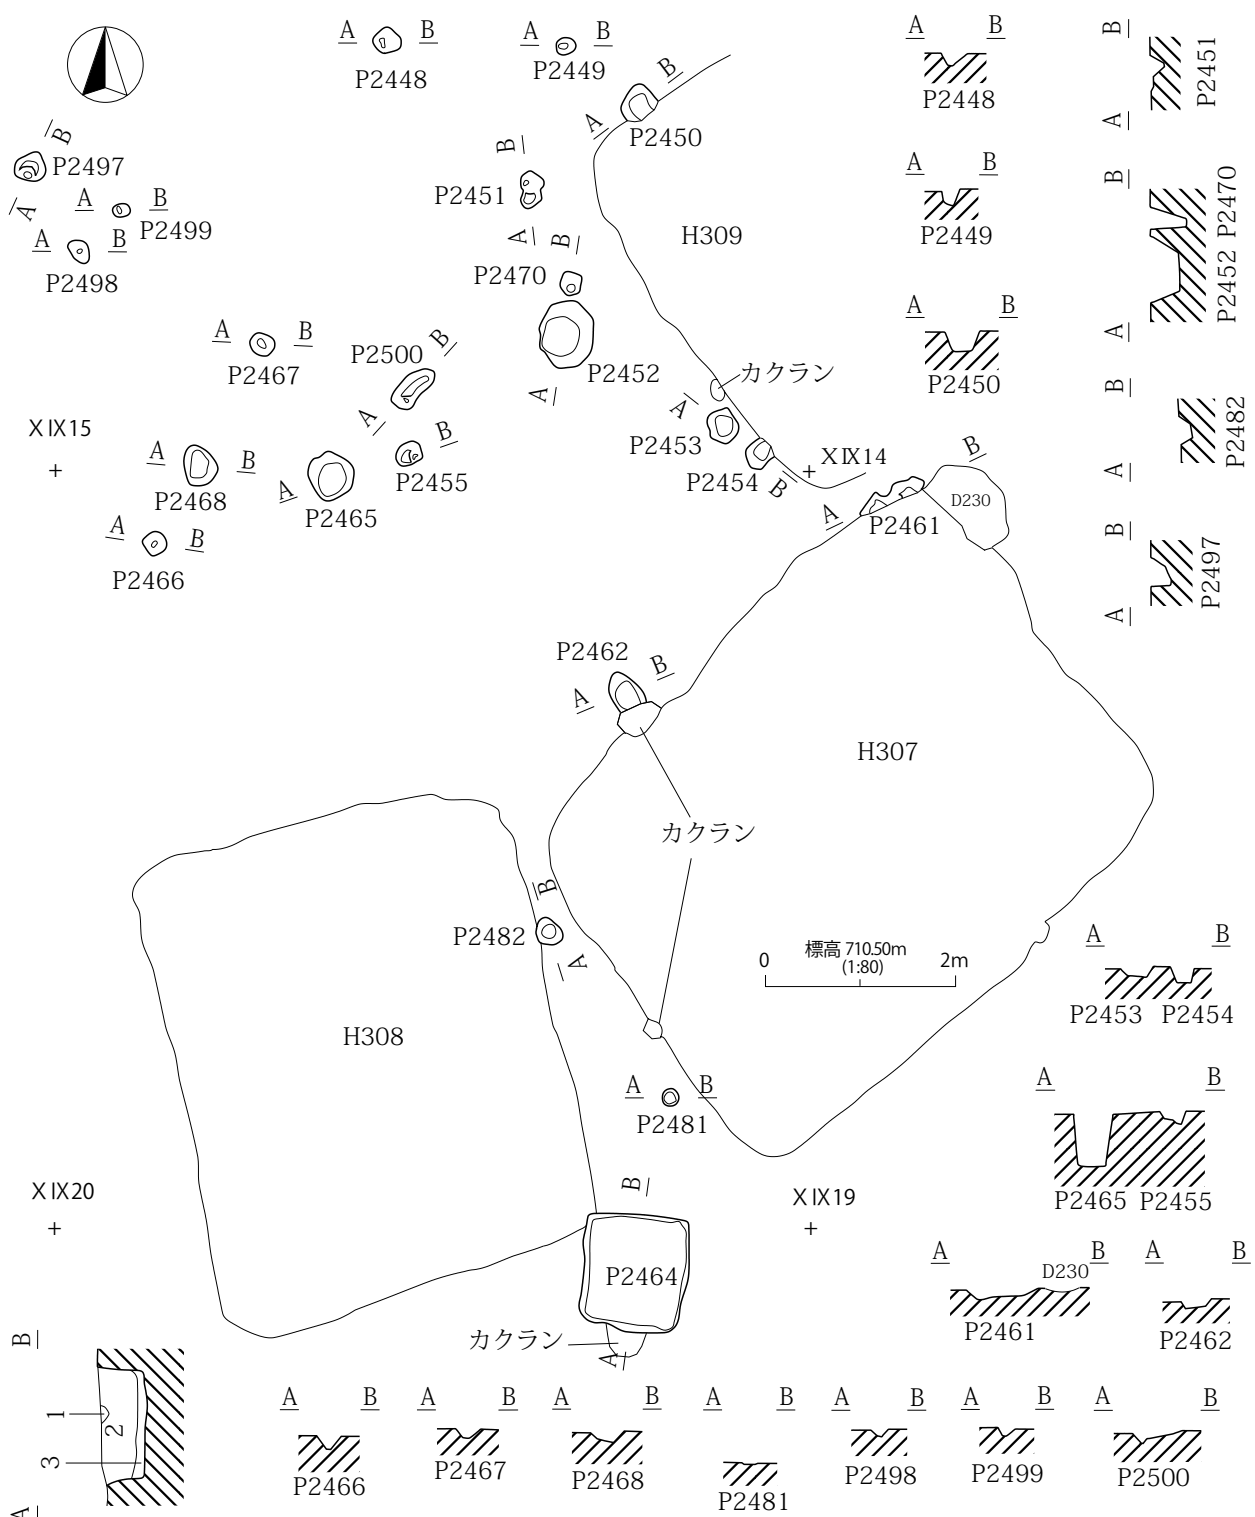 A B
P2448
A B
P2449
B
A
P2450
B
P2497
A
A B
P2499
A B
P2498
B
P2451
A
B
P2470
P2452
A
H309
A B
P2467
P2500
B
A
カクラン
A
P2453
P2454
B
XIX15
+
A B
P2468
A
P2465
B
P2455
XIX14
+
B
D230
A
P2461
A B
P2466
P2462
B
A
H307
カクラン
B
P2482
A
標高 710.50m
0 (1:80) 2m
H308
A B
P2481
XIX20
+
XIX19
+
B
P2464
カクラン
A
A B
P2448
A B
P2449
A B
P2450
B
A
P2451
B
A
P2452 P2470
B
A
P2482
B
A
P2497
A B
P2453 P2454
A B
P2465 P2455
A B
D230
P2461
A B
P2462
B
1
2
3
A
A B
P2466
A B
P2467
A B
P2468
A B
P2481
A B
P2498
A B
P2499
A B
P2500